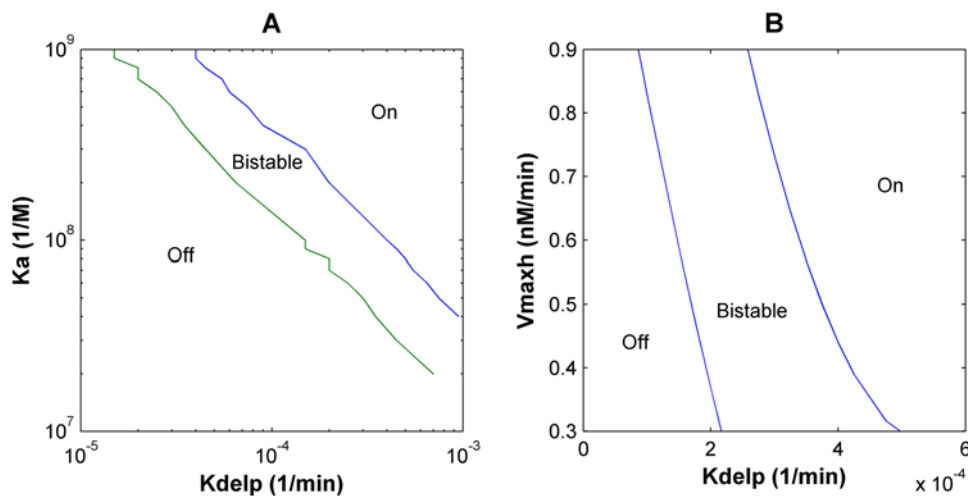 A
10^9
10^8
10^7
Ka (1/M)
On
Bistable
Off
10^-5
10^-4
10^-3
Kdelp (1/min)
B
0.9
0.8
0.7
0.6
0.5
0.4
0.3
Vmaxh (nM/min)
On
Bistable
Off
0
2
4
6
Kdelp (1/min)
x 10^-4